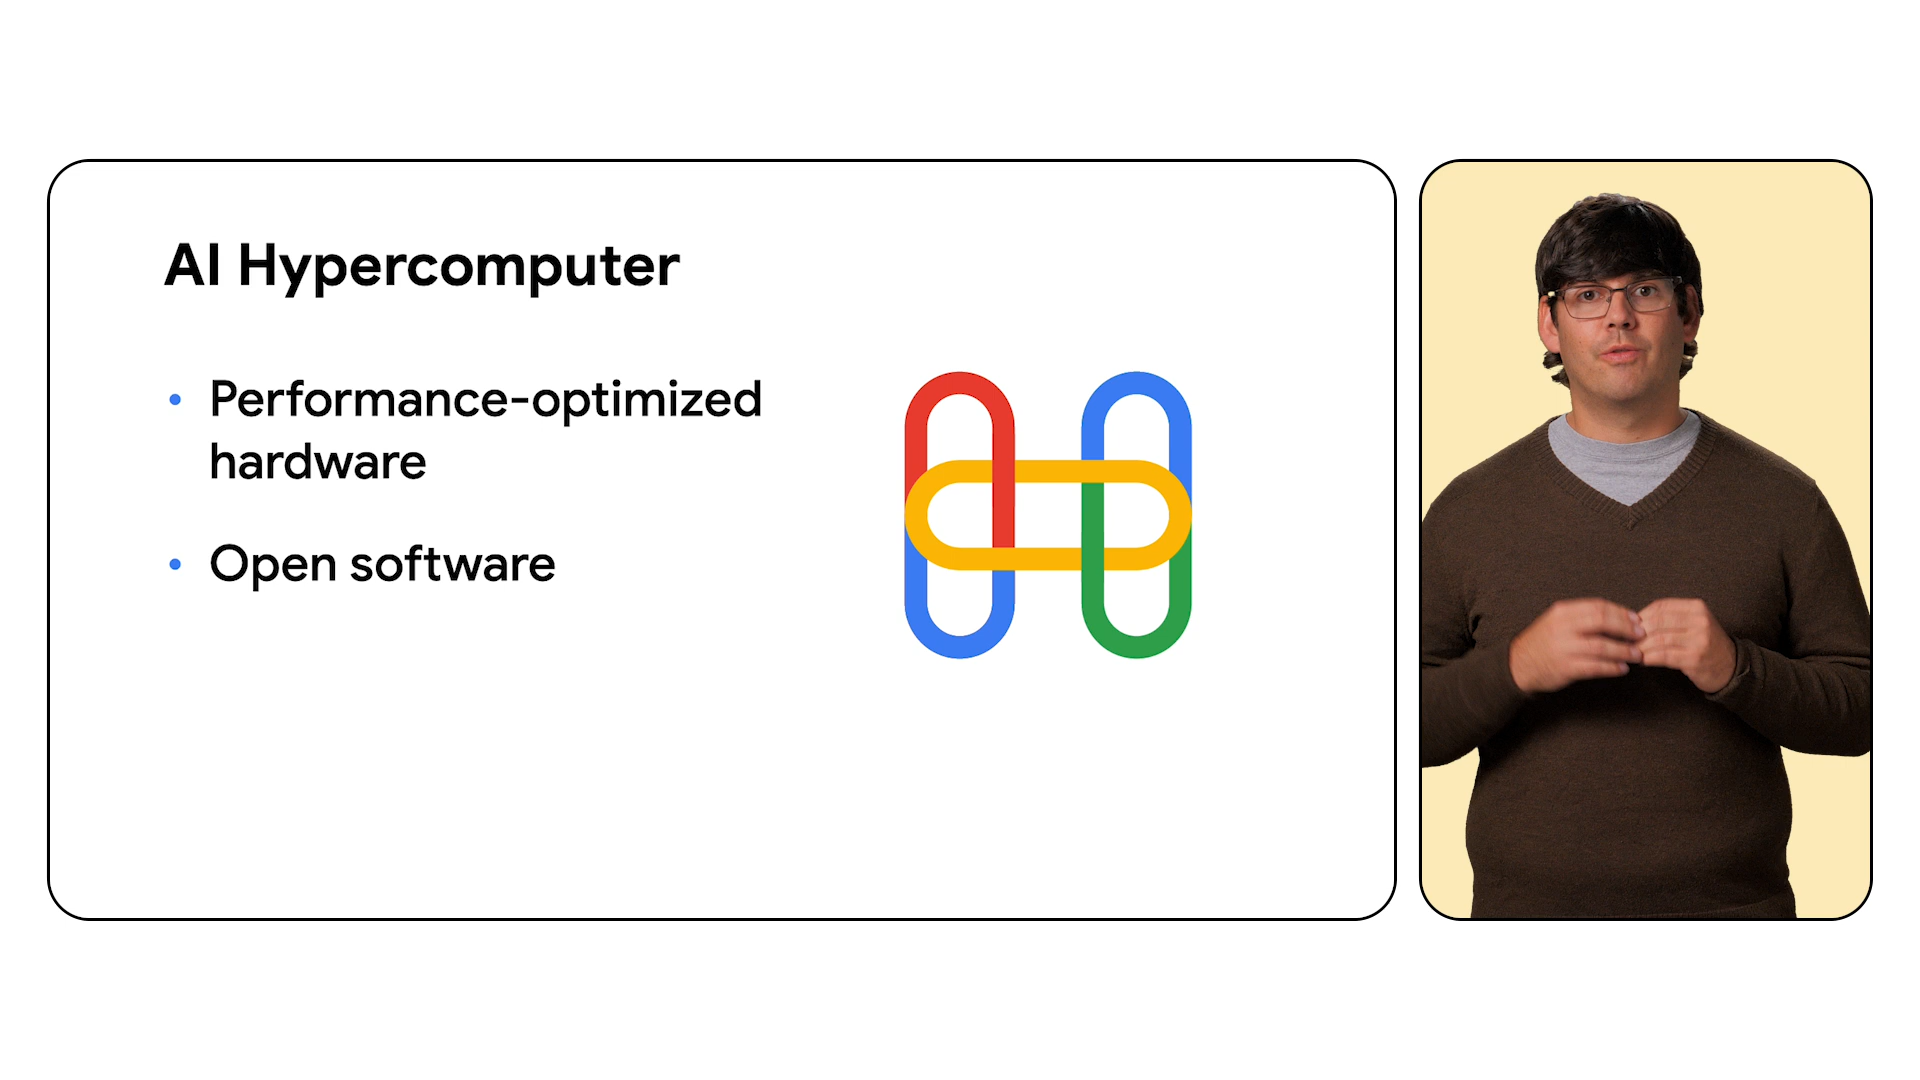 AI Hypercomputer
• Performance-optimized
hardware
• Open software